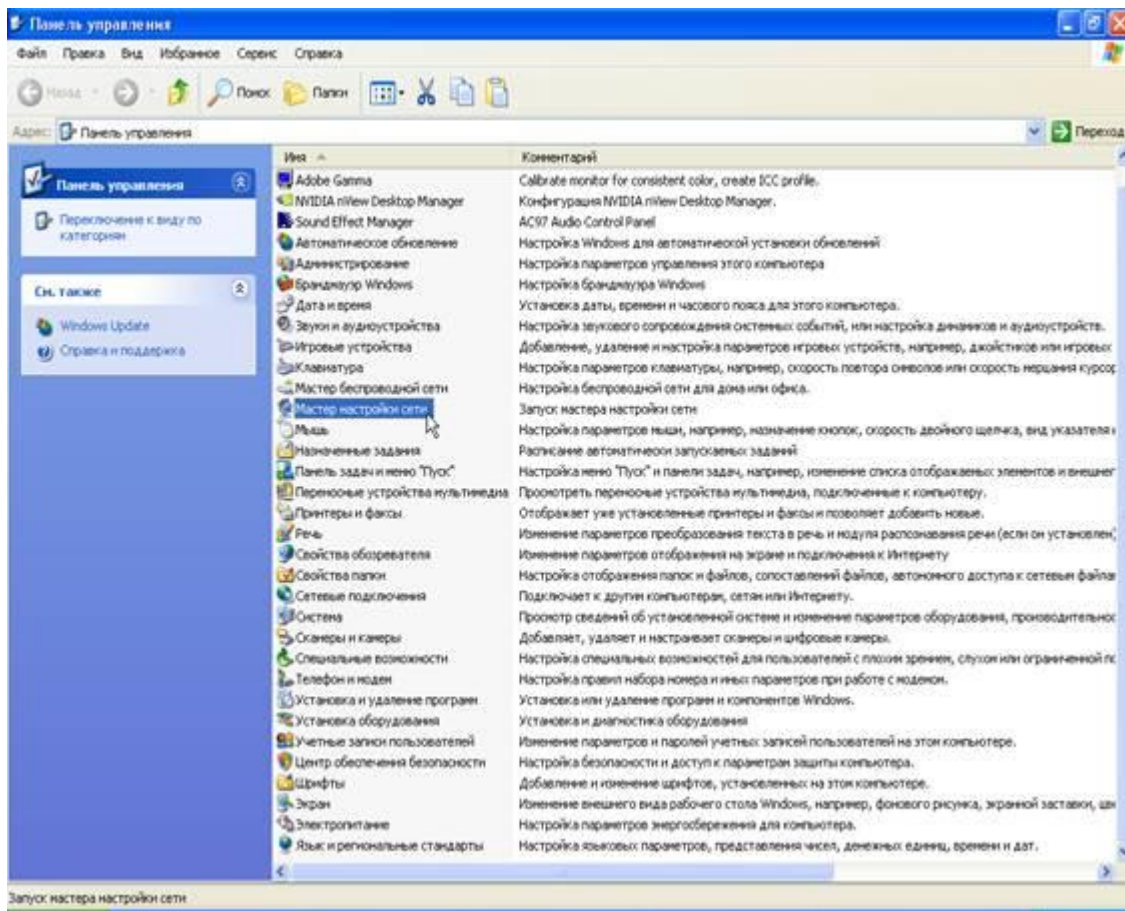 Панель управления
Файл Правка Вид Избранное Сервис Справка
Назад Поиск Папки
Адрес: Панель управления Переход
Имя Комментарий
Панель управления
Переключение к виду по
категориям
См. также
Windows Update
Справка и поддержка
Adobe Gamma Calibrate monitor for consistent color, create ICC profile.
NVIDIA nView Desktop Manager Конфигурация NVIDIA nView Desktop Manager.
Sound Effect Manager AC97 Audio Control Panel
Автоматическое обновление Настройка Windows для автоматической установки обновлений
Администрирование Настройка параметров управления этого компьютера
Брандмауэр Windows Настройка брандмауэра Windows
Дата и время Установка даты, времени и часового пояса для этого компьютера.
Звуки и аудиоустройства Настройка звукового сопровождения системных событий, или настройка динамиков и аудиоустройств.
Игровые устройства Добавление, удаление и настройка параметров игровых устройств, например, джойстиков или игровых
Клавиатура Настройка параметров клавиатуры, например, скорость повтора символов или скорость мерцания курсор
Мастер беспроводной сети Настройка беспроводной сети для дома или офиса.
Мастер настройки сети Запуск мастера настройки сети
Мышь Настройка параметров мыши, например, назначение кнопок, скорость двойного щелчка, вид указателя и
Назначенные задания Расписание автоматически запускаемых заданий
Панель задач и меню "Пуск" Настройка меню "Пуск" и панели задач, например, изменение списка отображаемых элементов и внешнег
Переносные устройства мультимедиа Просмотреть переносные устройства мультимедиа, подключенные к компьютеру.
Принтеры и факсы Отображает уже установленные принтеры и факсы и позволяет добавить новые.
Речь Изменение параметров преобразования текста в речь и модуля распознавания речи (если он установлен)
Свойства обозревателя Изменение параметров отображения на экране и подключения к Интернету
Свойства папки Настройка отображения папок и файлов, сопоставлений файлов, автономного доступа к сетевым файлам
Сетевые подключения Подключает к другим компьютерам, сетям или Интернету.
Система Просмотр сведений об установленной системе и изменение параметров оборудования, производительнос
Сканеры и камеры Добавляет, удаляет и настраивает сканеры и цифровые камеры.
Специальные возможности Настройка специальных возможностей для пользователей с плохим зрением, слухом или ограниченной по
Телефон и модем Настройка правил набора номера и иных параметров при работе с модемом.
Установка и удаление программ Установка или удаление программ и компонентов Windows.
Установка оборудования Установка и диагностика оборудования
Учетные записи пользователей Изменение параметров и паролей учетных записей пользователей на этом компьютере.
Центр обеспечения безопасности Настройка безопасности и доступ к параметрам защиты компьютера.
Шрифты Добавление и изменение шрифтов, установленных на этом компьютере.
Экран Изменение внешнего вида рабочего стола Windows, например, фонового рисунка, экранной заставки, цве
Электропитание Настройка параметров энергосбережения для компьютера.
Язык и региональные стандарты Настройка языковых параметров, представления чисел, денежных единиц, времени и дат.
Запуск мастера настройки сети